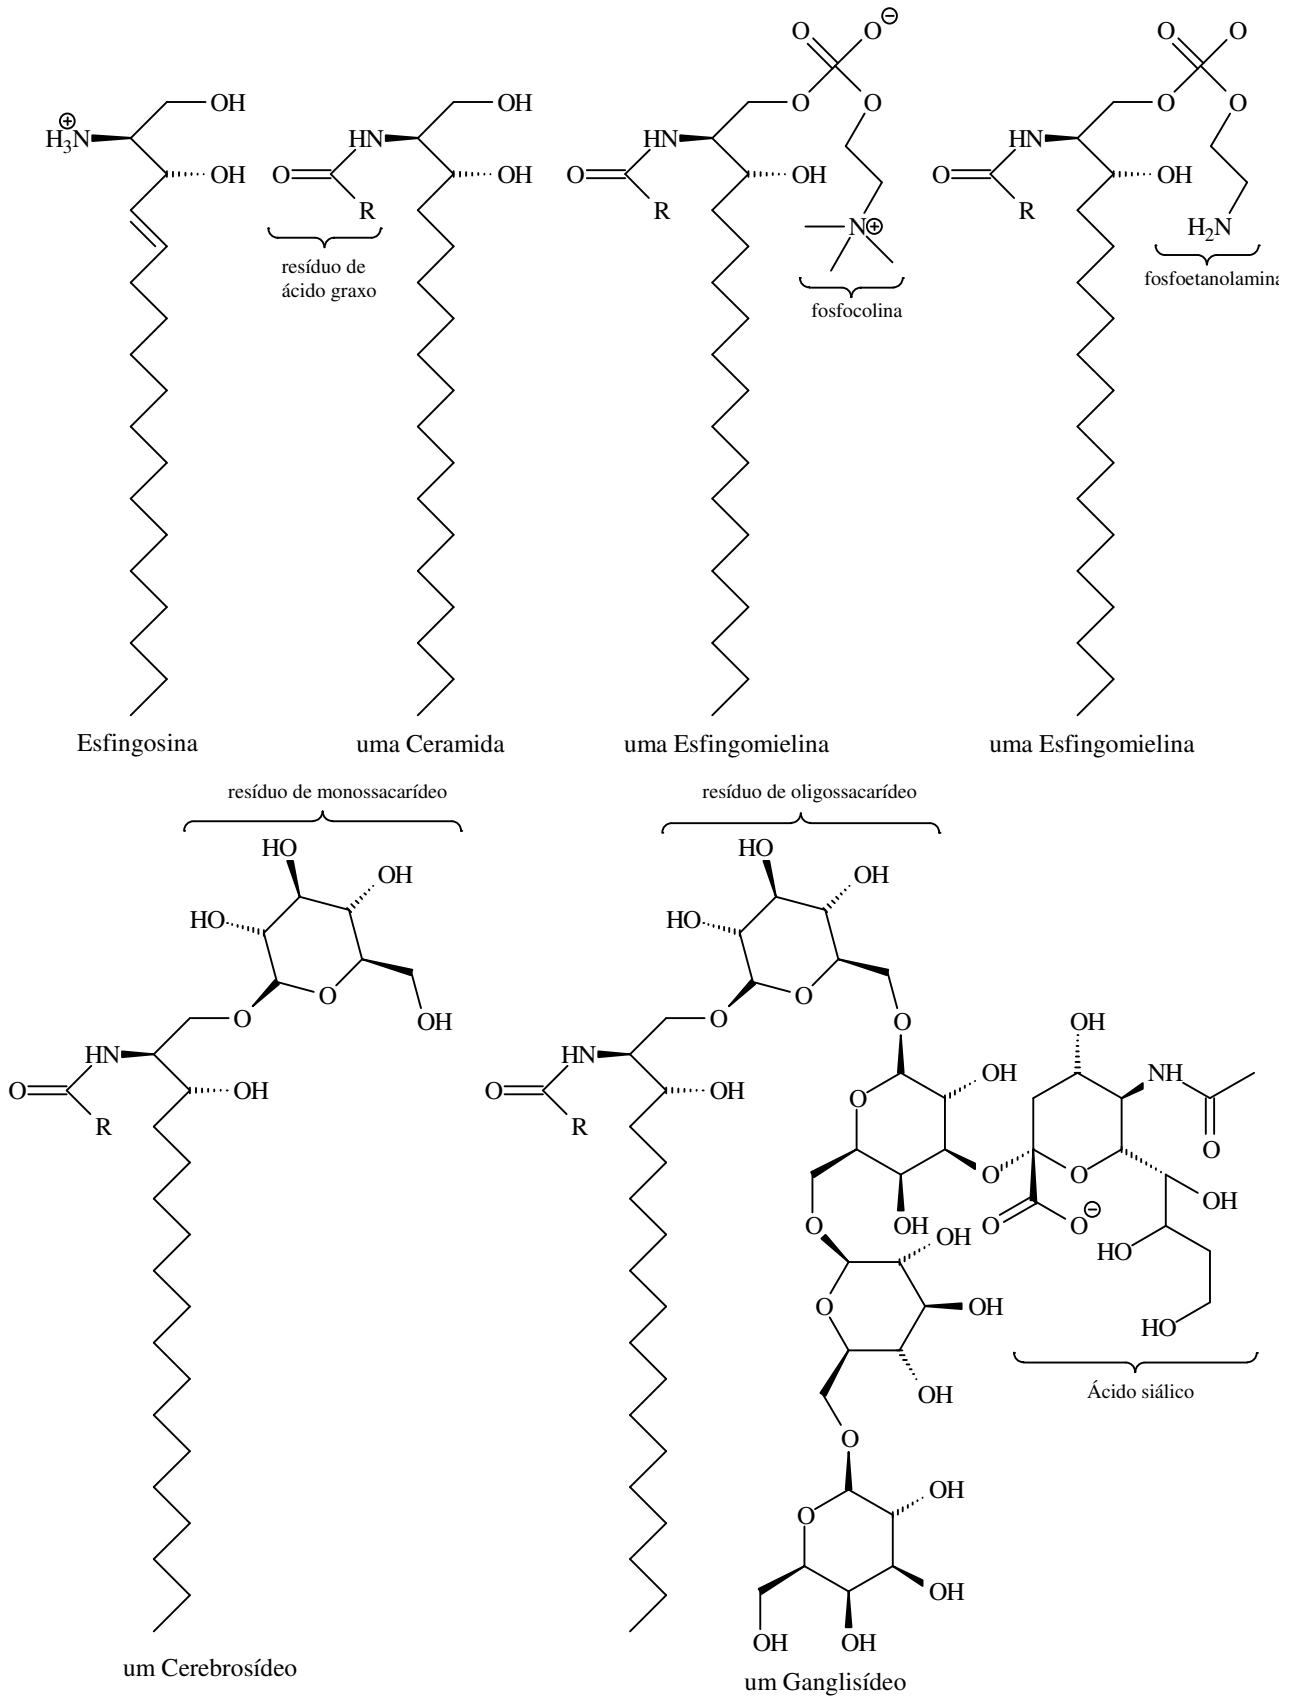 OH
H3N⊕
OH
Esfingosina
OH
HN
OH
O
R
resíduo de
ácido graxo
uma Ceramida
O
O⊖
O
O
HN
OH
O
R
N⊕
fosfocolina
uma Esfingomielina
O
O
O
O
HN
OH
O
R
H2N
fosfoetanolamina
uma Esfingomielina
resíduo de monossacarídeo
HO
OH
HO
O
OH
O
HN
OH
O
R
um Cerebrosídeo
resíduo de oligossacarídeo
HO
OH
HO
O
O
O
HN
OH
O
R
OH
O
OH
O
O
OH
NH
O
O
O⊖
O
OH
HO
HO
Ácido siálico
O
OH
O
OH
OH
O
OH
O
OH
OH
OH
um Ganglisídeo